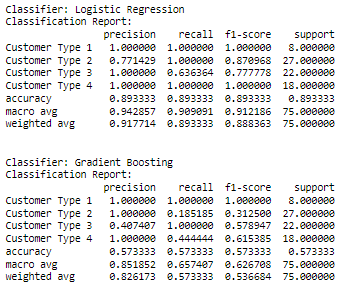 Classifier: Logistic Regression
Classification Report:
precision recall f1-score support
Customer Type 1 1.000000 1.000000 1.000000 8.000000
Customer Type 2 0.771429 1.000000 0.870968 27.000000
Customer Type 3 1.000000 0.636364 0.777778 22.000000
Customer Type 4 1.000000 1.000000 1.000000 18.000000
accuracy 0.893333 0.893333 0.893333 0.893333
macro avg 0.942857 0.909091 0.912186 75.000000
weighted avg 0.917714 0.893333 0.888363 75.000000
Classifier: Gradient Boosting
Classification Report:
precision recall f1-score support
Customer Type 1 1.000000 1.000000 1.000000 8.000000
Customer Type 2 1.000000 0.185185 0.312500 27.000000
Customer Type 3 0.407407 1.000000 0.578947 22.000000
Customer Type 4 1.000000 0.444444 0.615385 18.000000
accuracy 0.573333 0.573333 0.573333 0.573333
macro avg 0.851852 0.657407 0.626708 75.000000
weighted avg 0.826173 0.573333 0.536684 75.000000